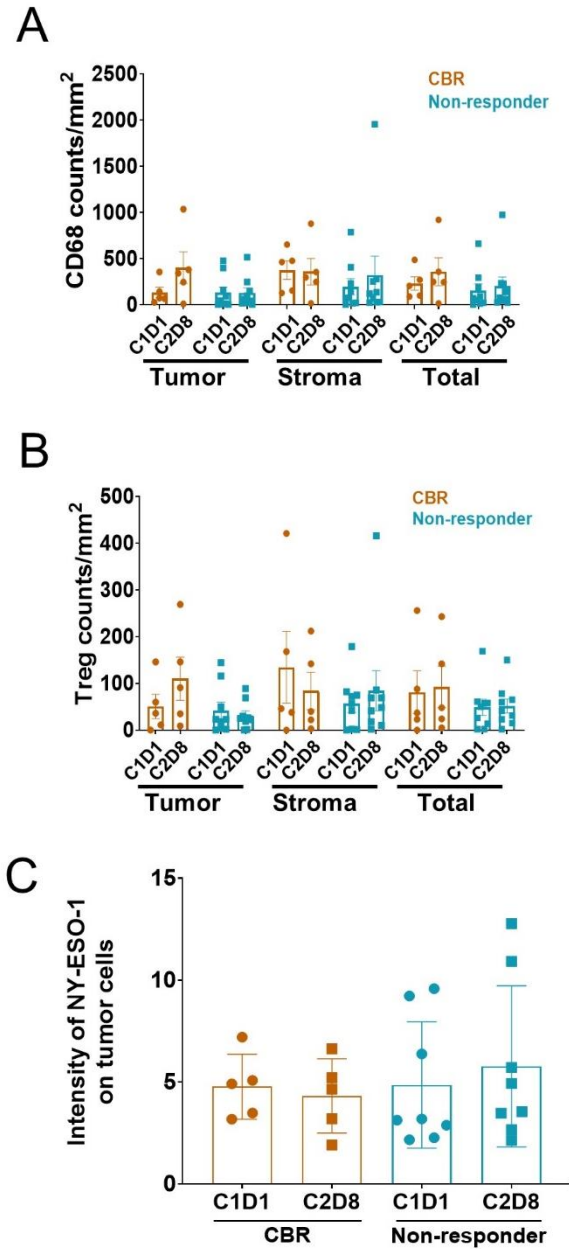 A
CD68 counts/mm²
2500
2000
1500
1000
500
0
CBR
Non-responder
C1D1 C2D8 C1D1 C2D8 C1D1 C2D8 C1D1 C2D8 C1D1 C2D8 C1D1 C2D8
Tumor Stroma Total
B
Treg counts/mm²
500
400
300
200
100
0
CBR
Non-responder
C1D1 C2D8 C1D1 C2D8 C1D1 C2D8 C1D1 C2D8 C1D1 C2D8 C1D1 C2D8
Tumor Stroma Total
C
Intensity of NY-ESO-1
on tumor cells
15
10
5
0
C1D1 C2D8 C1D1 C2D8
CBR Non-responder